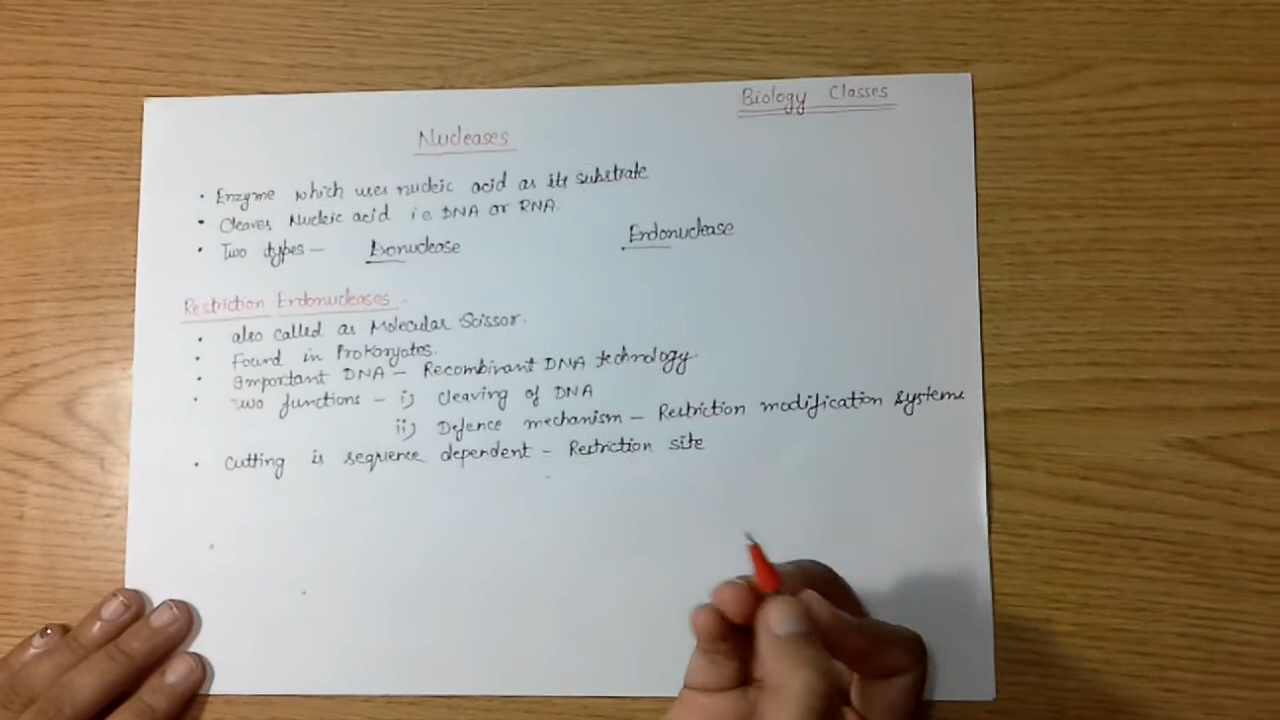 Biology Classes
Nucleases
• Enzyme which uses nucleic acid as its substrate
• Cleaves Nucleic acid i.e DNA or RNA.
• Two types – Exonuclease Endonuclease
Restriction Endonucleases -
• also called as Molecular Scissor.
• Found in Prokaryotes.
• Important DNA – Recombinant DNA technology.
• Two functions – i) cleaving of DNA
ii) Defence mechanism – Restriction modification systeme
• Cutting is sequence dependent – Restriction site